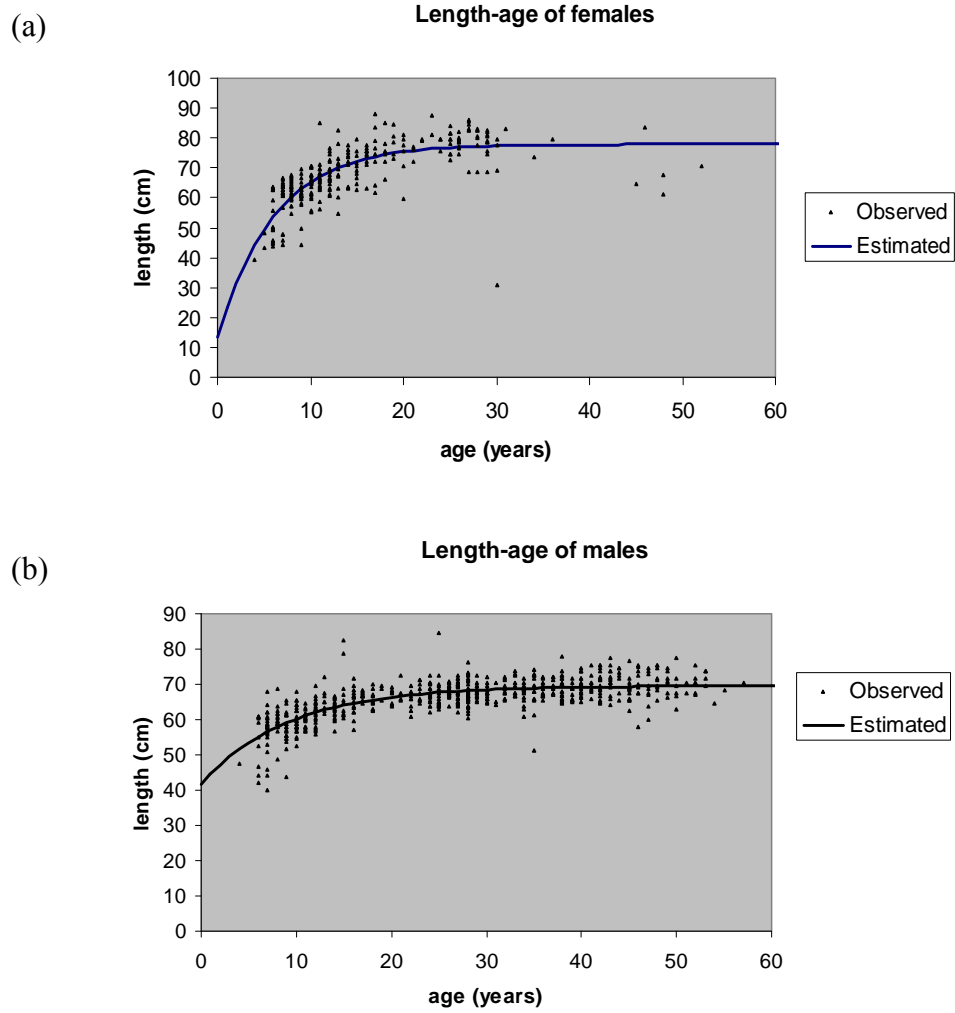 (a)
Length-age of females
100
90
80
70
60
50
40
30
20
10
0
length (cm)
0 10 20 30 40 50 60
age (years)
Observed
Estimated
(b)
Length-age of males
90
80
70
60
50
40
30
20
10
0
length (cm)
0 10 20 30 40 50 60
age (years)
Observed
Estimated